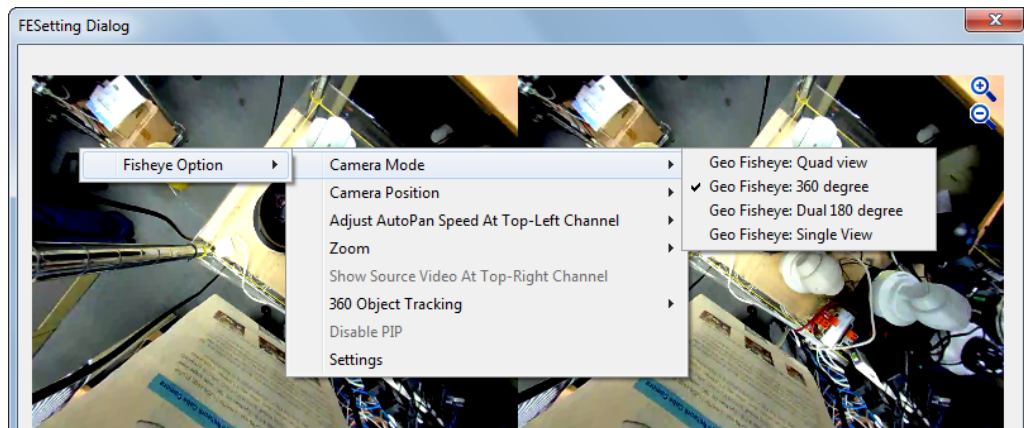 FESetting Dialog
Fisheye Option
Camera Mode
Camera Position
Adjust AutoPan Speed At Top-Left Channel
Zoom
Show Source Video At Top-Right Channel
360 Object Tracking
Disable PIP
Settings
Geo Fisheye: Quad view
Geo Fisheye: 360 degree
Geo Fisheye: Dual 180 degree
Geo Fisheye: Single View